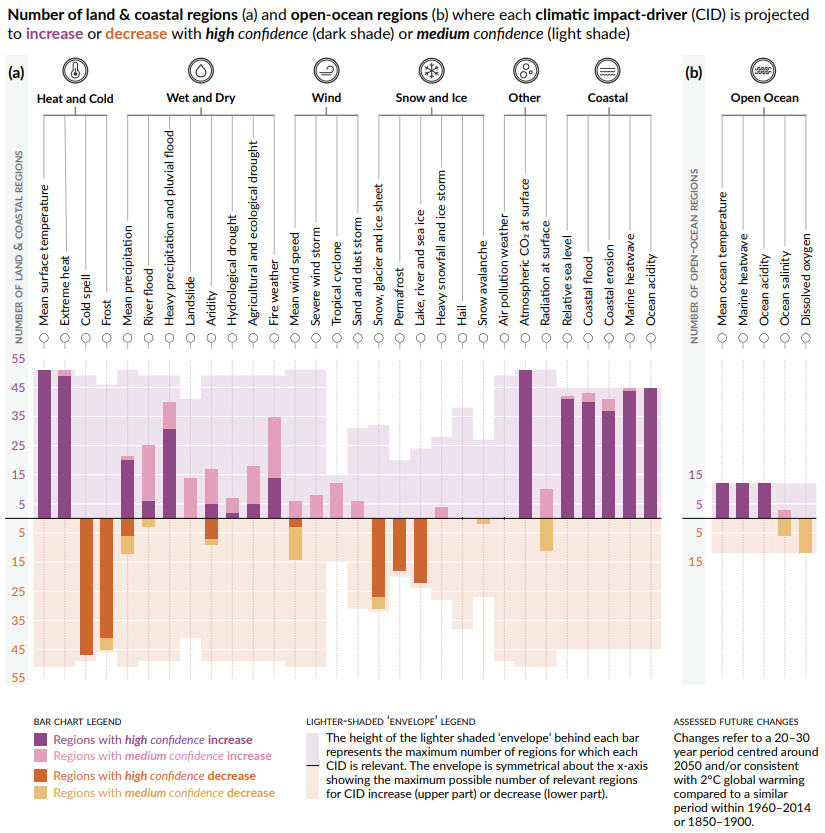 Number of land & coastal regions (a) and open-ocean regions (b) where each climatic impact-driver (CID) is projected
to increase or decrease with high confidence (dark shade) or medium confidence (light shade)
(a)
Heat and Cold
Wet and Dry
Wind
Snow and Ice
Other
Coastal
(b)
Open Ocean
NUMBER OF LAND & COASTAL REGIONS
Mean surface temperature
Extreme heat
Cold spell
Frost
Mean precipitation
River flood
Heavy precipitation and pluvial flood
Landslide
Aridity
Hydrological drought
Agricultural and ecological drought
Fire weather
Mean wind speed
Severe wind storm
Tropical cyclone
Sand and dust storm
Snow, glacier and ice sheet
Permafrost
Lake, river and sea ice
Heavy snowfall and ice storm
Hail
Snow avalanche
Air pollution weather
Atmospheric CO₂ at surface
Radiation at surface
Relative sea level
Coastal flood
Coastal erosion
Marine heatwave
Ocean acidity
NUMBER OF OPEN-OCEAN REGIONS
Mean ocean temperature
Marine heatwave
Ocean acidity
Ocean salinity
Dissolved oxygen
55
45
35
25
15
5
5
15
25
35
45
55
15
5
5
15
BAR CHART LEGEND
Regions with high confidence increase
Regions with medium confidence increase
Regions with high confidence decrease
Regions with medium confidence decrease
LIGHTER-SHADED ‘ENVELOPE’ LEGEND
The height of the lighter shaded ‘envelope’ behind each bar
represents the maximum number of regions for which each
CID is relevant. The envelope is symmetrical about the x-axis
showing the maximum possible number of relevant regions
for CID increase (upper part) or decrease (lower part).
ASSESSED FUTURE CHANGES
Changes refer to a 20–30
year period centred around
2050 and/or consistent
with 2°C global warming
compared to a similar
period within 1960–2014
or 1850–1900.